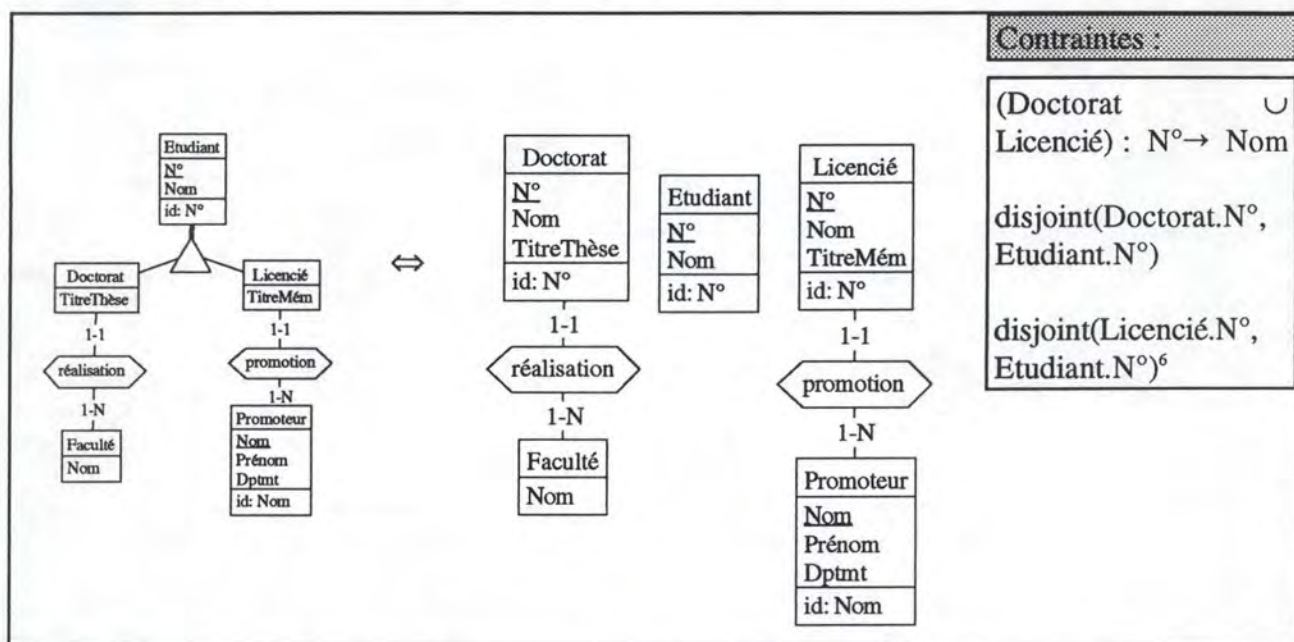 Contraintes :
(Doctorat ∪
Licencié) : N°→ Nom
disjoint(Doctorat.N°,
Etudiant.N°)
disjoint(Licencié.N°,
Etudiant.N°)⁶
Etudiant
N°
Nom
id: N°
Doctorat
TitreThèse
1-1
réalisation
1-N
Faculté
Nom
Licencié
TitreMém
1-1
promotion
1-N
Promoteur
Nom
Prénom
Dptmt
id: Nom
⇔
Doctorat
N°
Nom
TitreThèse
id: N°
1-1
réalisation
1-N
Faculté
Nom
Etudiant
N°
Nom
id: N°
Licencié
N°
Nom
TitreMém
id: N°
1-1
promotion
1-N
Promoteur
Nom
Prénom
Dptmt
id: Nom